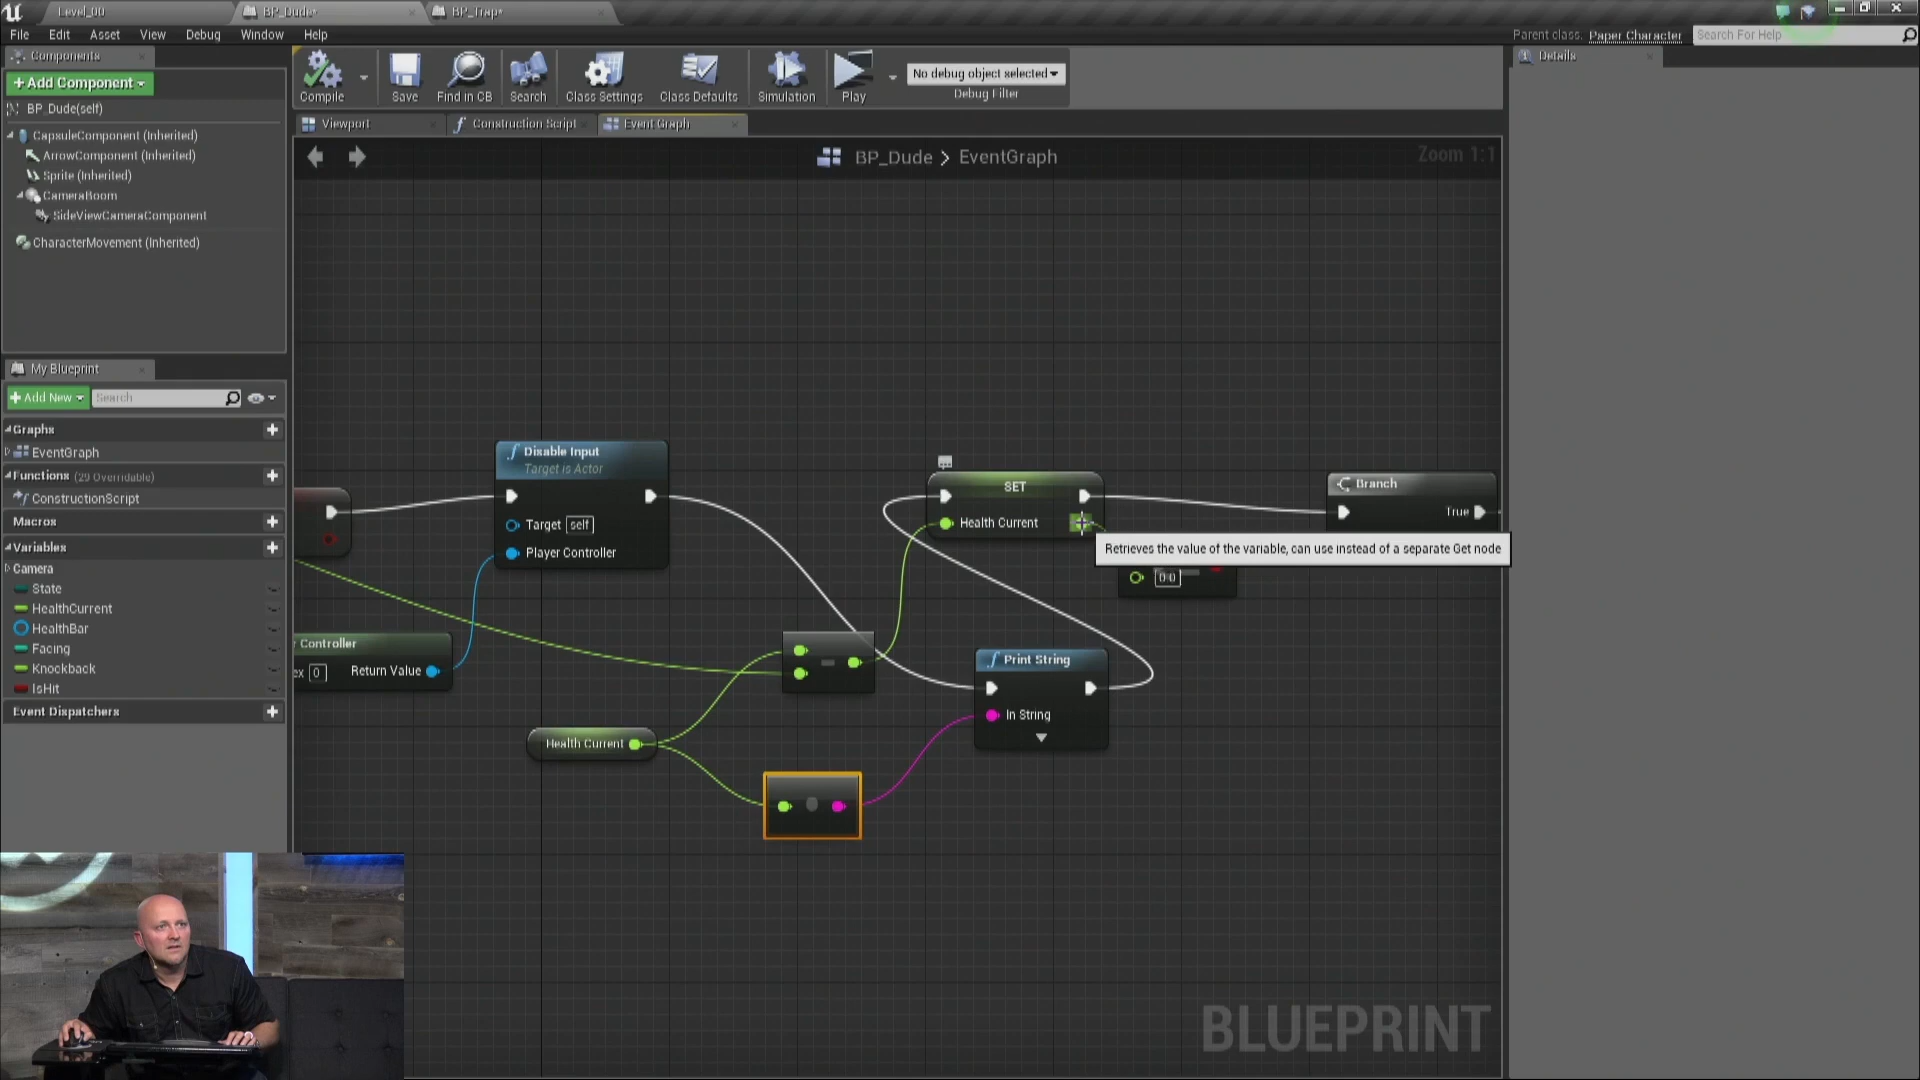 Level_00
BP_Dude*
BP_Trap*
File Edit Asset View Debug Window Help
Parent class: Paper Character
Search For Help
Components
+ Add Component
BP_Dude(self)
CapsuleComponent (Inherited)
ArrowComponent (Inherited)
Sprite (Inherited)
CameraBoom
SideViewCameraComponent
CharacterMovement (Inherited)
Compile
Save
Find in CB
Search
Class Settings
Class Defaults
Simulation
Play
No debug object selected
Debug Filter
Details
Viewport
Construction Script
Event Graph
BP_Dude > EventGraph
Zoom 1:1
My Blueprint
+ Add New
Search
Graphs
EventGraph
Functions (29 Overridable)
ConstructionScript
Macros
Variables
Camera
State
HealthCurrent
HealthBar
Facing
Knockback
IsHit
Event Dispatchers
Disable Input
Target is Actor
Target self
Player Controller
SET
Health Current
Branch
True
Retrieves the value of the variable, can use instead of a separate Get node
0.0
Controller
ex 0 Return Value
Print String
In String
Health Current
BLUEPRINT